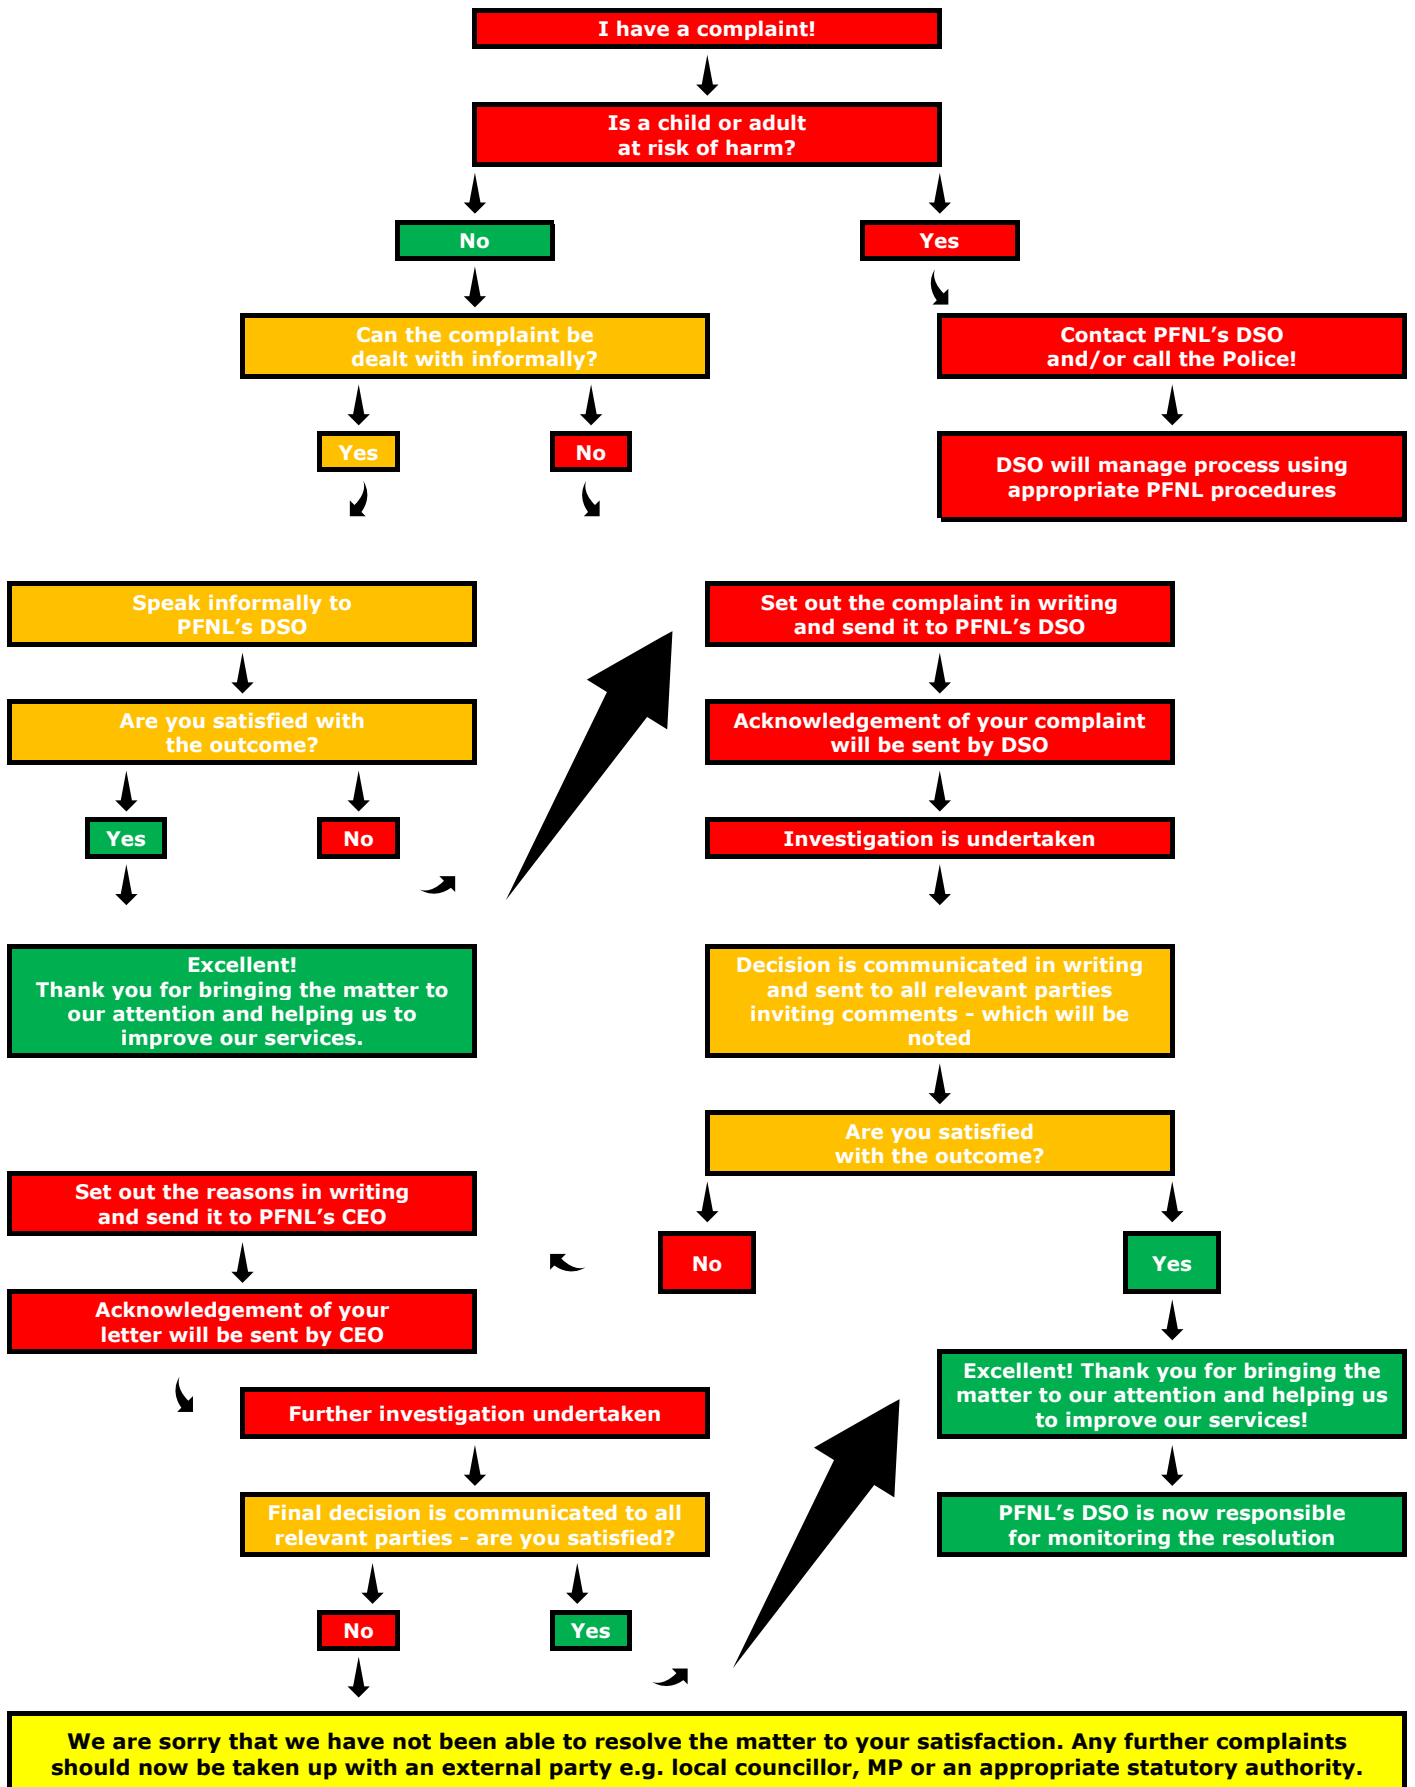 I have a complaint!
Is a child or adult
at risk of harm?
No
Yes
Can the complaint be
dealt with informally?
Contact PFNL’s DSO
and/or call the Police!
Yes
No
DSO will manage process using
appropriate PFNL procedures
Speak informally to
PFNL’s DSO
Set out the complaint in writing
and send it to PFNL’s DSO
Are you satisfied with
the outcome?
Acknowledgement of your complaint
will be sent by DSO
Yes
No
Investigation is undertaken
Excellent!
Thank you for bringing the matter to
our attention and helping us to
improve our services.
Decision is communicated in writing
and sent to all relevant parties
inviting comments – which will be
noted
Are you satisfied
with the outcome?
Set out the reasons in writing
and send it to PFNL’s CEO
No
Yes
Acknowledgement of your
letter will be sent by CEO
Excellent! Thank you for bringing the
matter to our attention and helping us
to improve our services!
Further investigation undertaken
Final decision is communicated to all
relevant parties – are you satisfied?
PFNL’s DSO is now responsible
for monitoring the resolution
No
Yes
We are sorry that we have not been able to resolve the matter to your satisfaction. Any further complaints
should now be taken up with an external party e.g. local councillor, MP or an appropriate statutory authority.